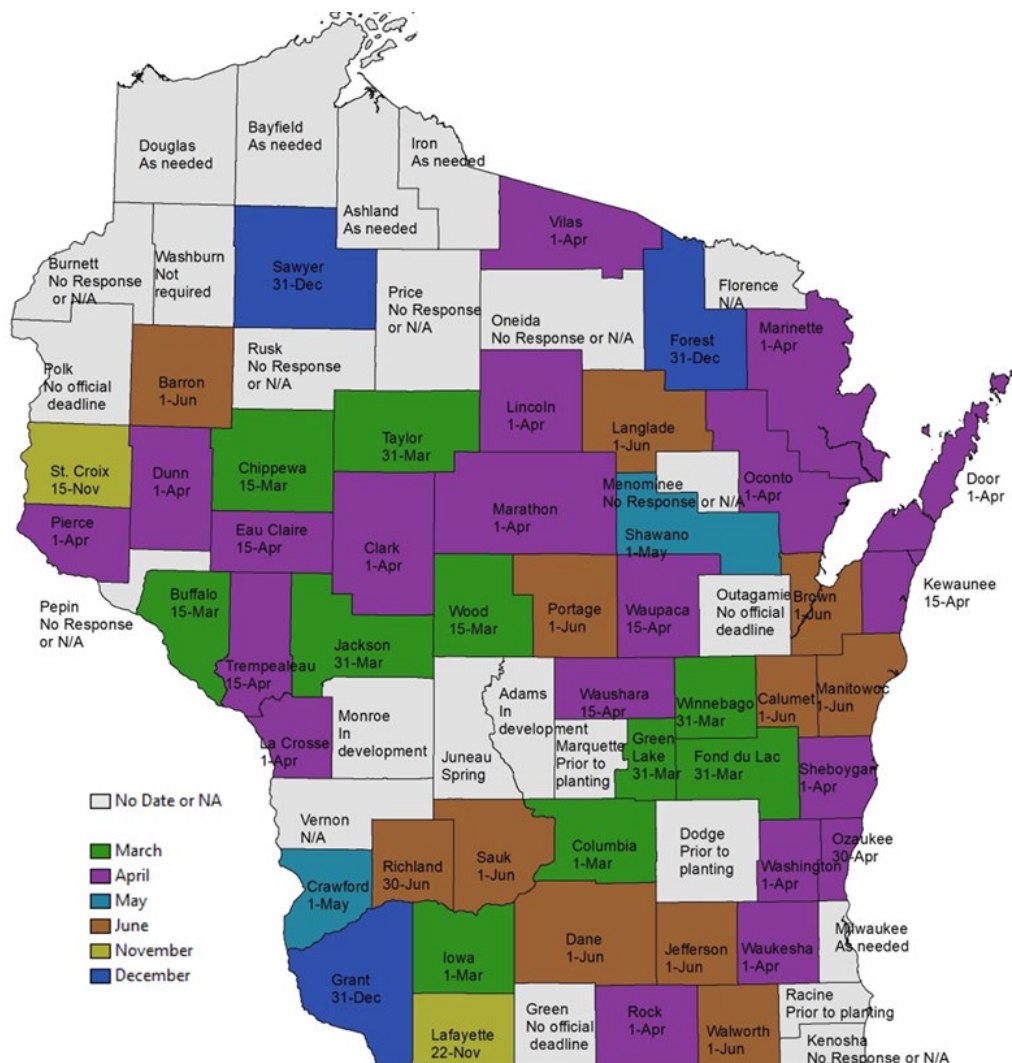 Douglas
As needed
Bayfield
As needed
Iron
As needed
Ashland
As needed
Vilas
1-Apr
Burnett
No Response
or N/A
Washburn
Not
required
Sawyer
31-Dec
Price
No Response
or N/A
Oneida
No Response or N/A
Forest
31-Dec
Florence
N/A
Marinette
1-Apr
Polk
No official
deadline
Barron
1-Jun
Rusk
No Response
or N/A
Lincoln
1-Apr
Langlade
1-Jun
Taylor
31-Mar
St. Croix
15-Nov
Dunn
1-Apr
Chippewa
15-Mar
Marathon
1-Apr
Menominee
No Response or N/A
Oconto
1-Apr
Door
1-Apr
Pierce
1-Apr
Eau Claire
15-Apr
Clark
1-Apr
Shawano
1-May
Pepin
No Response
or N/A
Buffalo
15-Mar
Trempealeau
15-Apr
Jackson
31-Mar
Wood
15-Mar
Portage
1-Jun
Waupaca
15-Apr
Outagamie
No official
deadline
Brown
1-Jun
Kewaunee
15-Apr
La Crosse
1-Apr
Monroe
In
development
Juneau
Spring
Adams
In
development
Waushara
15-Apr
Marquette
Prior to
planting
Green
Lake
31-Mar
Winnebago
31-Mar
Calumet
1-Jun
Manitowoc
1-Jun
Fond du Lac
31-Mar
Sheboygan
1-Apr
Vernon
N/A
Richland
30-Jun
Sauk
1-Jun
Columbia
1-Mar
Dodge
Prior to
planting
Washington
1-Apr
Ozaukee
30-Apr
Crawford
1-May
Grant
31-Dec
Iowa
1-Mar
Dane
1-Jun
Jefferson
1-Jun
Waukesha
1-Apr
Milwaukee
As needed
Lafayette
22-Nov
Green
No official
deadline
Rock
1-Apr
Walworth
1-Jun
Racine
Prior to planting
Kenosha
No Response or N/A
No Date or NA
March
April
May
June
November
December